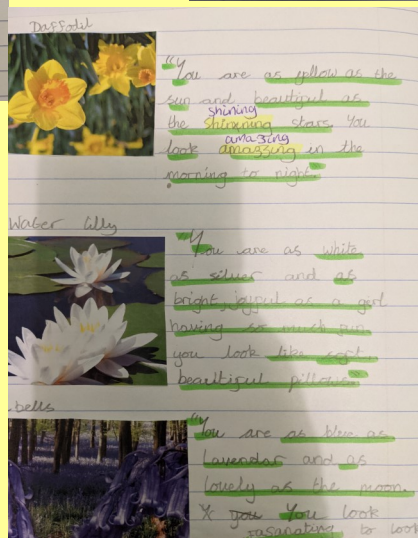 Daffodil
"You are as yellow as the
sun and beautiful as
shining
the shinining stars you
amazing
look amazzing in the
morning to night."
Water lilly
"You are as white
as silver and as
bright, joyful as a girl
having so much fun
you look like soft,
beautiful pillows."
bells
"You are as blue as
Lavendar and as
lovely as the moon.
you You look
fasanating to look